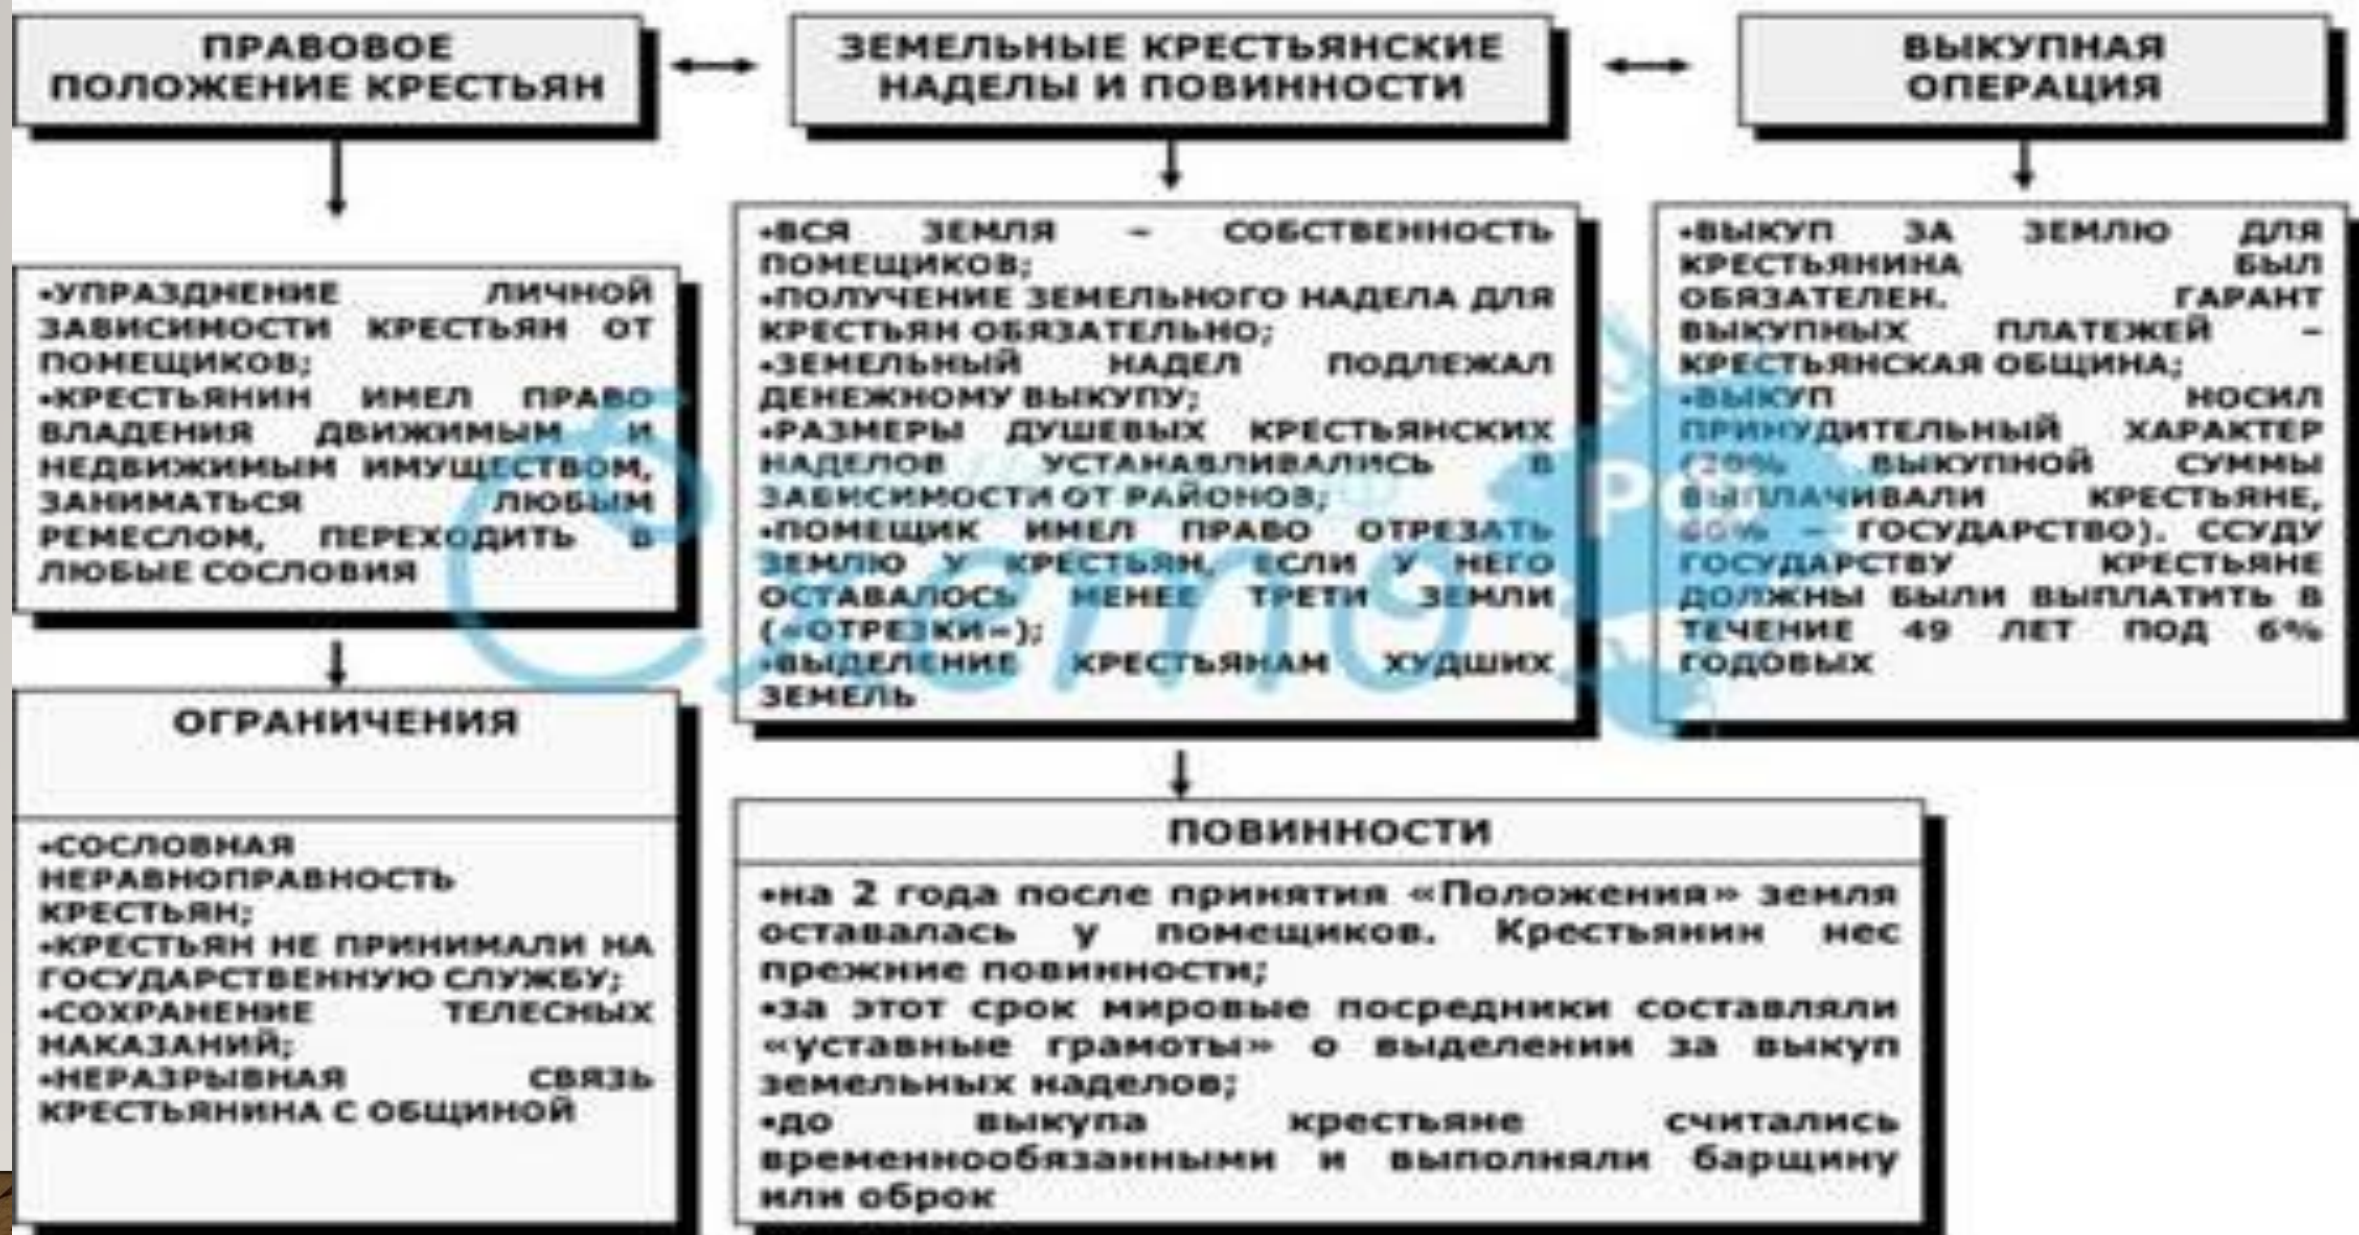 ПРАВОВОЕ
ПОЛОЖЕНИЕ КРЕСТЬЯН
•УПРАЗДНЕНИЕ ЛИЧНОЙ
ЗАВИСИМОСТИ КРЕСТЬЯН ОТ
ПОМЕЩИКОВ;
•КРЕСТЬЯНИН ИМЕЛ ПРАВО
ВЛАДЕНИЯ ДВИЖИМЫМ И
НЕДВИЖИМЫМ ИМУЩЕСТВОМ,
ЗАНИМАТЬСЯ ЛЮБЫМ
РЕМЕСЛОМ, ПЕРЕХОДИТЬ В
ЛЮБЫЕ СОСЛОВИЯ
ОГРАНИЧЕНИЯ
•СОСЛОВНАЯ
НЕРАВНОПРАВНОСТЬ
КРЕСТЬЯН;
•КРЕСТЬЯН НЕ ПРИНИМАЛИ НА
ГОСУДАРСТВЕННУЮ СЛУЖБУ;
•СОХРАНЕНИЕ ТЕЛЕСНЫХ
НАКАЗАНИЙ;
•НЕРАЗРЫВНАЯ СВЯЗЬ
КРЕСТЬЯНИНА С ОБЩИНОЙ
ЗЕМЕЛЬНЫЕ КРЕСТЬЯНСКИЕ
НАДЕЛЫ И ПОВИННОСТИ
•ВСЯ ЗЕМЛЯ – СОБСТВЕННОСТЬ
ПОМЕЩИКОВ;
•ПОЛУЧЕНИЕ ЗЕМЕЛЬНОГО НАДЕЛА ДЛЯ
КРЕСТЬЯН ОБЯЗАТЕЛЬНО;
•ЗЕМЕЛЬНЫЙ НАДЕЛ ПОДЛЕЖАЛ
ДЕНЕЖНОМУ ВЫКУПУ;
•РАЗМЕРЫ ДУШЕВЫХ КРЕСТЬЯНСКИХ
НАДЕЛОВ УСТАНАВЛИВАЛИСЬ В
ЗАВИСИМОСТИ ОТ РАЙОНОВ;
•ПОМЕЩИК ИМЕЛ ПРАВО ОТРЕЗАТЬ
ЗЕМЛЮ У КРЕСТЬЯН, ЕСЛИ У НЕГО
ОСТАВАЛОСЬ МЕНЕЕ ТРЕТИ ЗЕМЛИ
(«ОТРЕЗКИ»);
•ВЫДЕЛЕНИЕ КРЕСТЬЯНАМ ХУДШИХ
ЗЕМЕЛЬ
ПОВИННОСТИ
•на 2 года после принятия «Положения» земля
оставалась у помещиков. Крестьянин нес
прежние повинности;
•за этот срок мировые посредники составляли
«уставные грамоты» о выделении за выкуп
земельных наделов;
•до выкупа крестьяне считались
временнообязанными и выполняли барщину
или оброк
ВЫКУПНАЯ
ОПЕРАЦИЯ
•ВЫКУП ЗА ЗЕМЛЮ ДЛЯ
КРЕСТЬЯНИНА БЫЛ
ОБЯЗАТЕЛЕН. ГАРАНТ
ВЫКУПНЫХ ПЛАТЕЖЕЙ –
КРЕСТЬЯНСКАЯ ОБЩИНА;
•ВЫКУП НОСИЛ
ПРИНУДИТЕЛЬНЫЙ ХАРАКТЕР
(20% ВЫКУПНОЙ СУММЫ
ВЫПЛАЧИВАЛИ КРЕСТЬЯНЕ,
– ГОСУДАРСТВО). ССУДУ
ГОСУДАРСТВУ КРЕСТЬЯНЕ
ДОЛЖНЫ БЫЛИ ВЫПЛАТИТЬ В
ТЕЧЕНИЕ 49 ЛЕТ ПОД 6%
ГОДОВЫХ